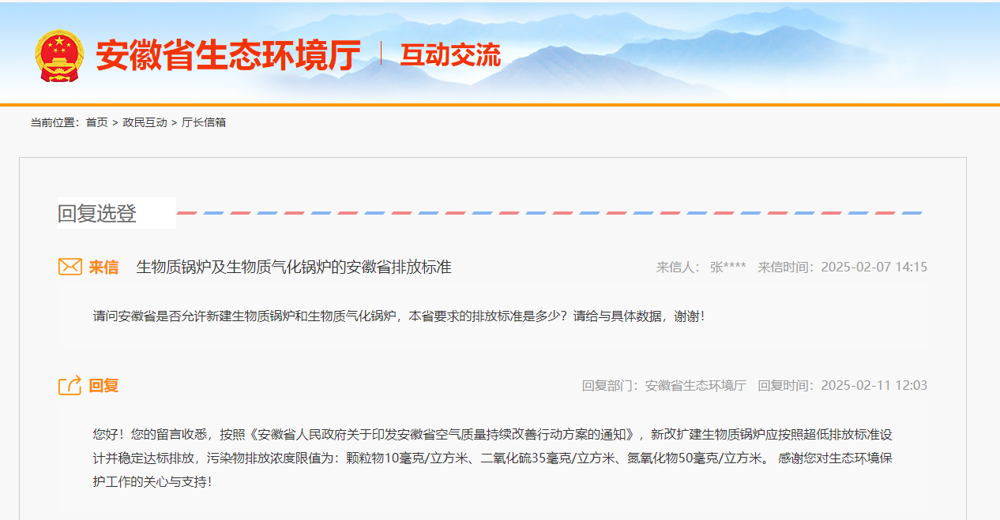 安徽省生态环境厅 互动交流
当前位置：首页 > 政民互动 > 厅长信箱
回复选登
来信 生物质锅炉及生物质气化锅炉的安徽省排放标准 来信人： 张**** 来信时间：2025-02-07 14:15
请问安徽省是否允许新建生物质锅炉和生物质气化锅炉，本省要求的排放标准是多少？请给与具体数据，谢谢！
回复 回复部门：安徽省生态环境厅 回复时间：2025-02-11 12:03
您好！您的留言收悉，按照《安徽省人民政府关于印发安徽省空气质量持续改善行动方案的通知》，新改扩建生物质锅炉应按照超低排放标准设
计并稳定达标排放，污染物排放浓度限值为：颗粒物10毫克/立方米、二氧化硫35毫克/立方米、氮氧化物50毫克/立方米。 感谢您对生态环境保
护工作的关心与支持！